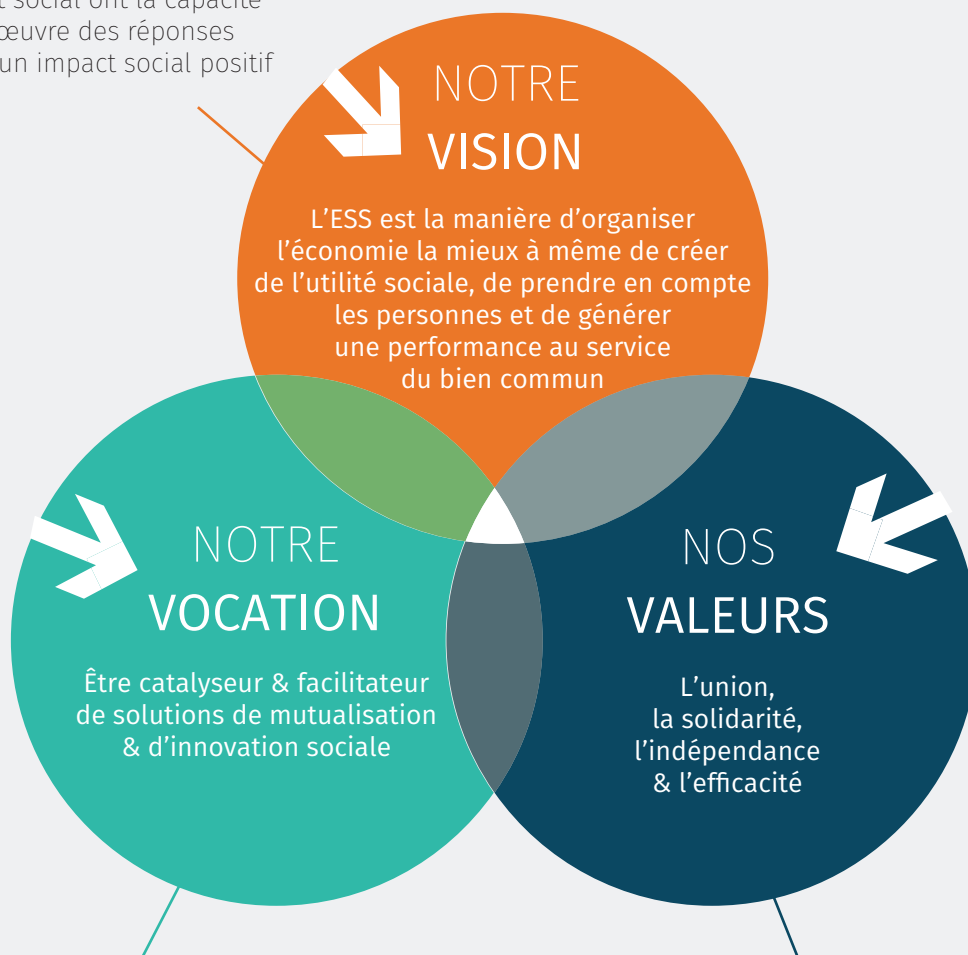 t social ont la capacité
œuvre des réponses
un impact social positif
NOTRE
VISION
L’ESS est la manière d’organiser
l’économie la mieux à même de créer
de l’utilité sociale, de prendre en compte
les personnes et de générer
une performance au service
du bien commun
NOTRE
VOCATION
Être catalyseur & facilitateur
de solutions de mutualisation
& d’innovation sociale
NOS
VALEURS
L’union,
la solidarité,
l’indépendance
& l’efficacité